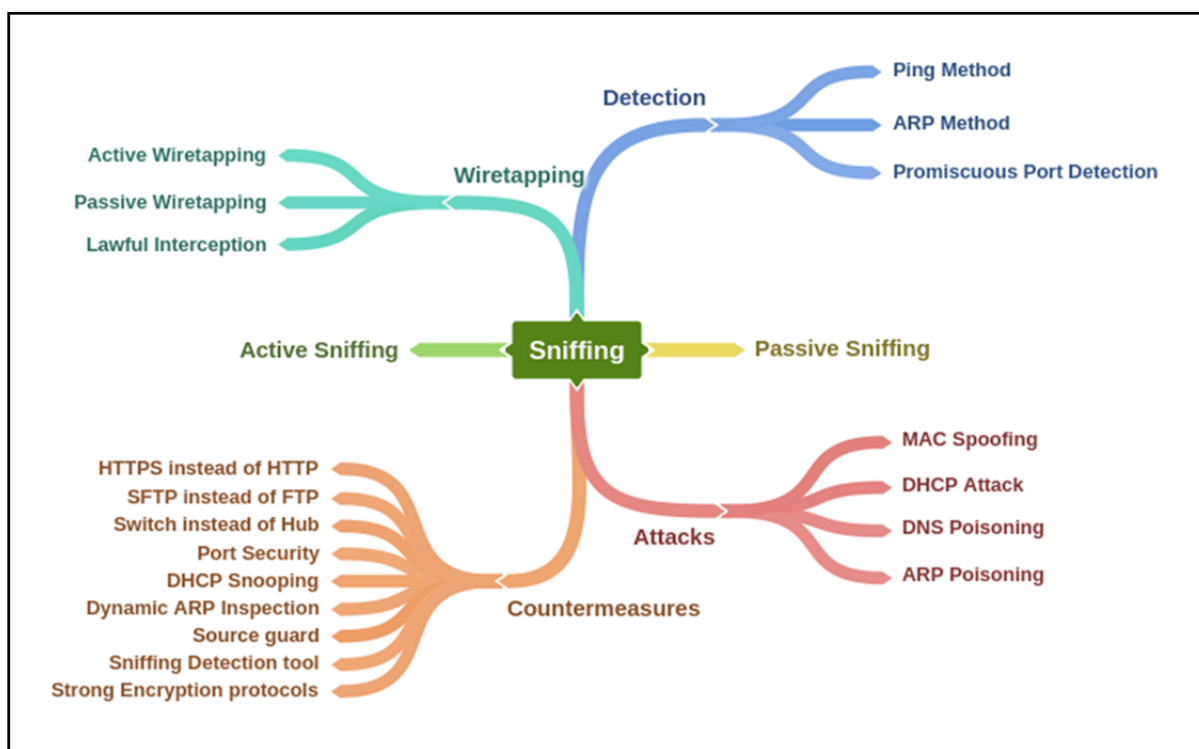 Detection
Ping Method
ARP Method
Promiscuous Port Detection
Wiretapping
Active Wiretapping
Passive Wiretapping
Lawful Interception
Active Sniffing
Sniffing
Passive Sniffing
Attacks
MAC Spoofing
DHCP Attack
DNS Poisoning
ARP Poisoning
Countermeasures
HTTPS instead of HTTP
SFTP instead of FTP
Switch instead of Hub
Port Security
DHCP Snooping
Dynamic ARP Inspection
Source guard
Sniffing Detection tool
Strong Encryption protocols